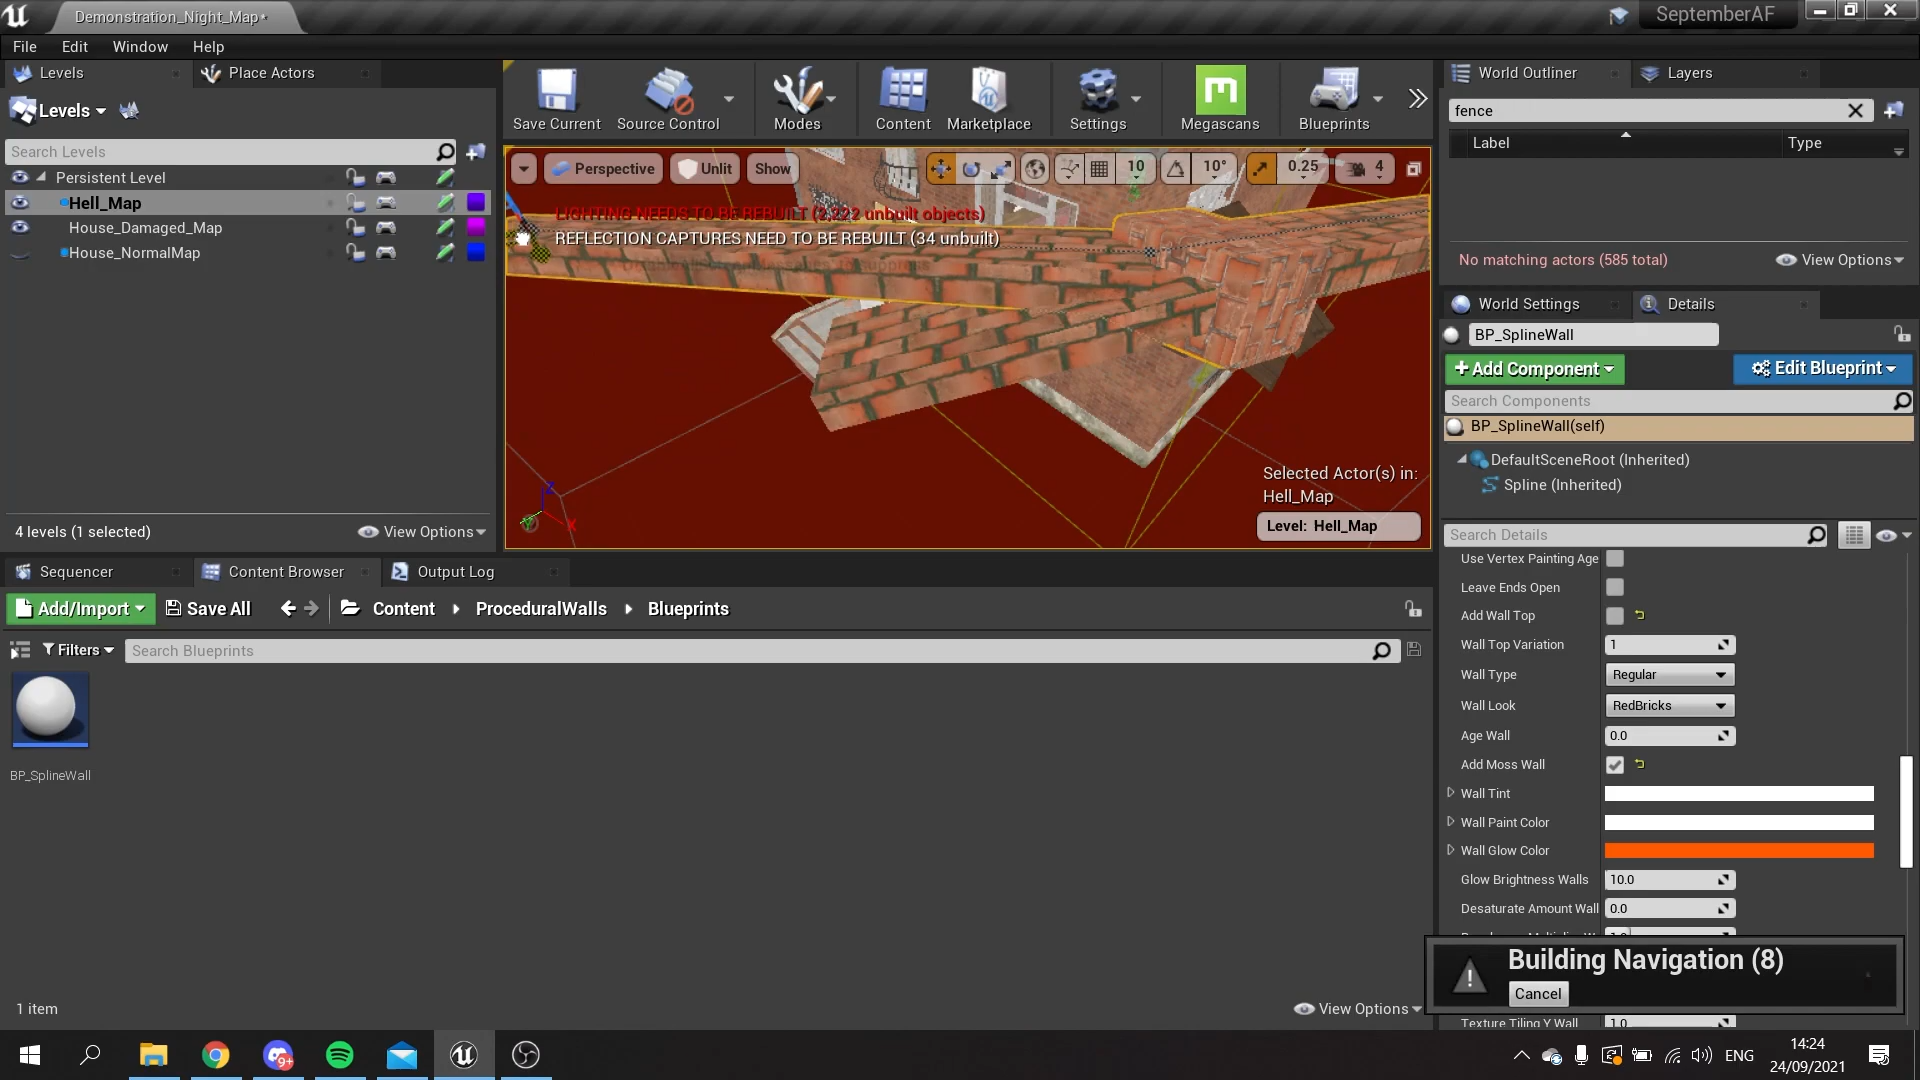 Demonstration_Night_Map*
SeptemberAF
File Edit Window Help
Levels
Place Actors
Levels
Search Levels
Persistent Level
Hell_Map
House_Damaged_Map
House_NormalMap
4 levels (1 selected)
View Options
Save Current
Source Control
Modes
Content
Marketplace
Settings
Megascans
Blueprints
Perspective
Unlit
Show
10
10°
0.25
4
LIGHTING NEEDS TO BE REBUILT (2,222 unbuilt objects)
REFLECTION CAPTURES NEED TO BE REBUILT (34 unbuilt)
Selected Actor(s) in:
Hell_Map
Level: Hell_Map
World Outliner
Layers
fence
Label
Type
No matching actors (585 total)
View Options
World Settings
Details
BP_SplineWall
+ Add Component
Edit Blueprint
Search Components
BP_SplineWall(self)
DefaultSceneRoot (Inherited)
Spline (Inherited)
Search Details
Use Vertex Painting Age
Leave Ends Open
Add Wall Top
Wall Top Variation 1
Wall Type Regular
Wall Look RedBricks
Age Wall 0.0
Add Moss Wall
Wall Tint
Wall Paint Color
Wall Glow Color
Glow Brightness Walls 10.0
Desaturate Amount Wall 0.0
Building Navigation (8)
Cancel
Texture Tiling Y Wall 1.0
Sequencer
Content Browser
Output Log
Add/Import
Save All
Content
ProceduralWalls
Blueprints
Filters
Search Blueprints
BP_SplineWall
1 item
View Options
9+
ENG
14:24
24/09/2021